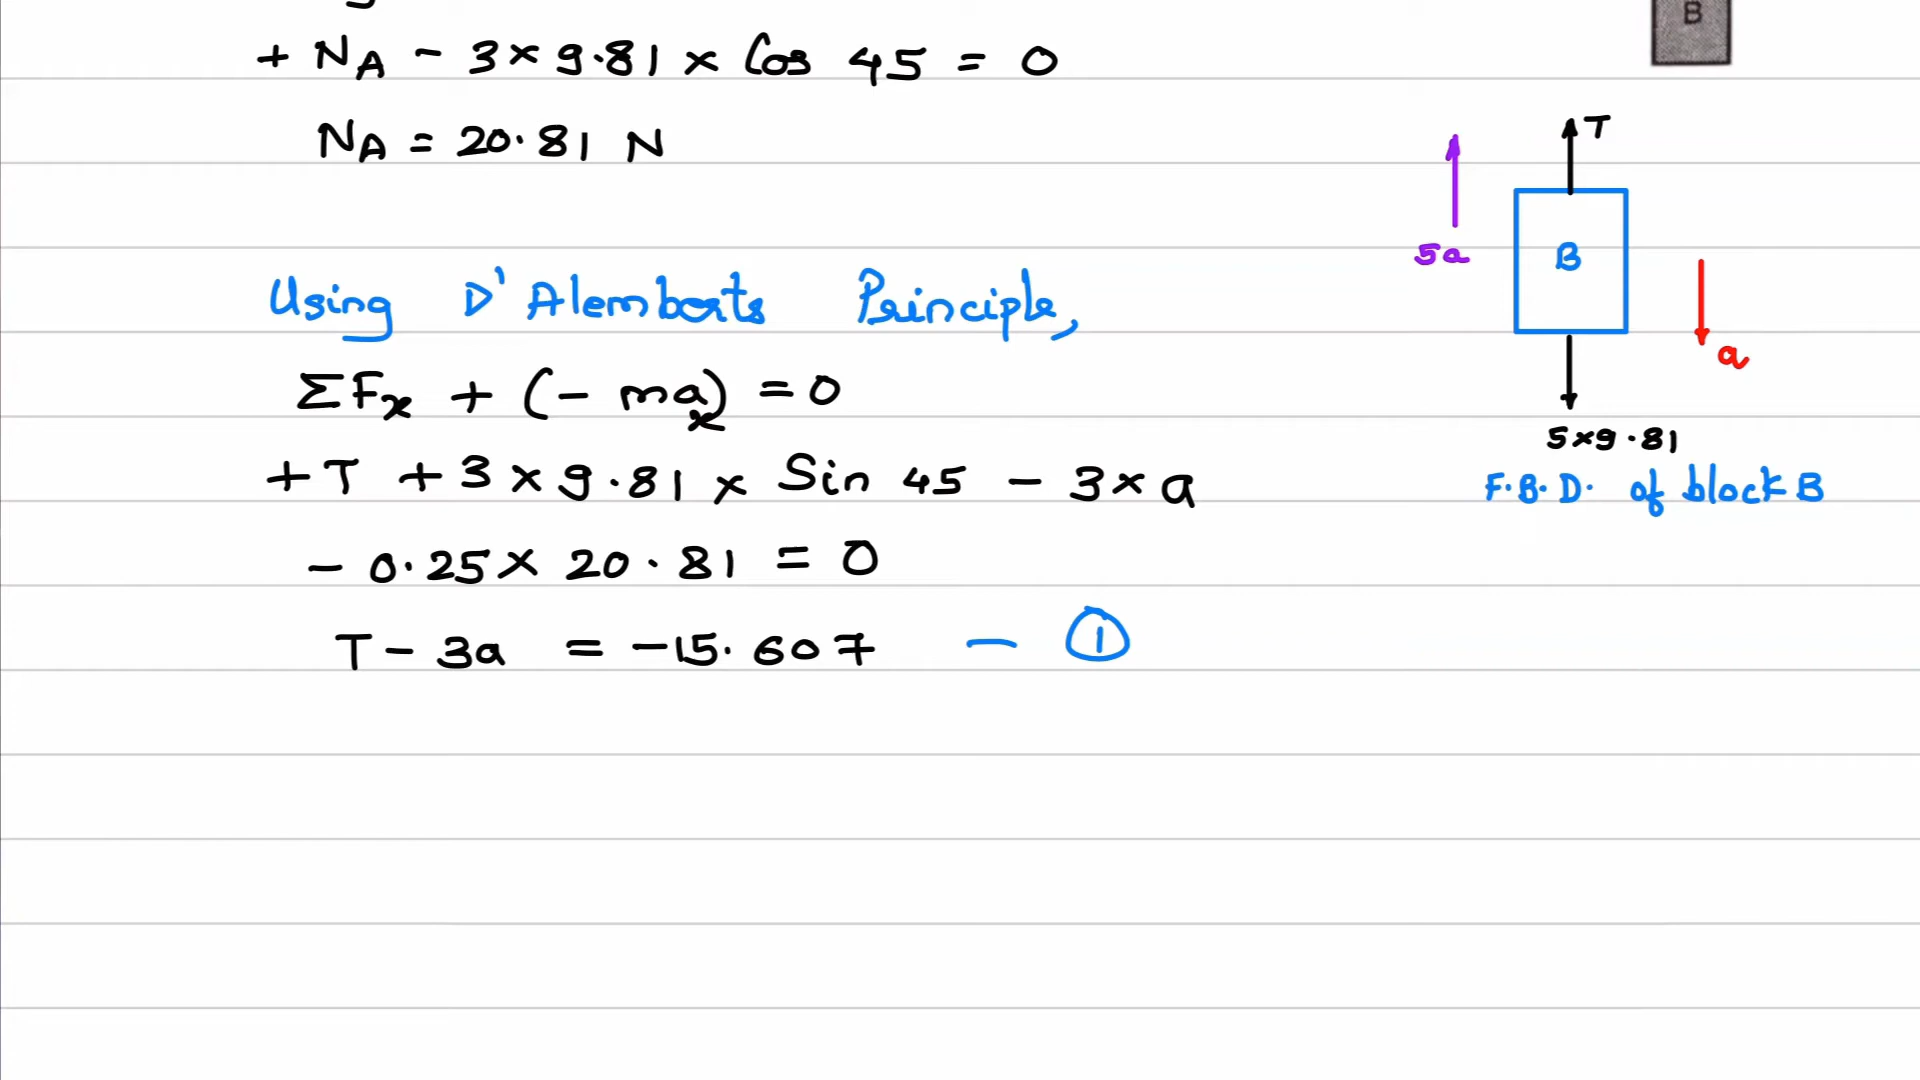 + NA - 3×9.81 × Cos 45 = 0
NA = 20.81 N
Using D'Alemberts Principle,
ΣFx + (- max) = 0
+T +3×9.81 × Sin 45 - 3×a
- 0.25× 20.81 = 0
T - 3a = -15.607 - ①
B
T
5a
B
a
5×9.81
F.B.D. of block B